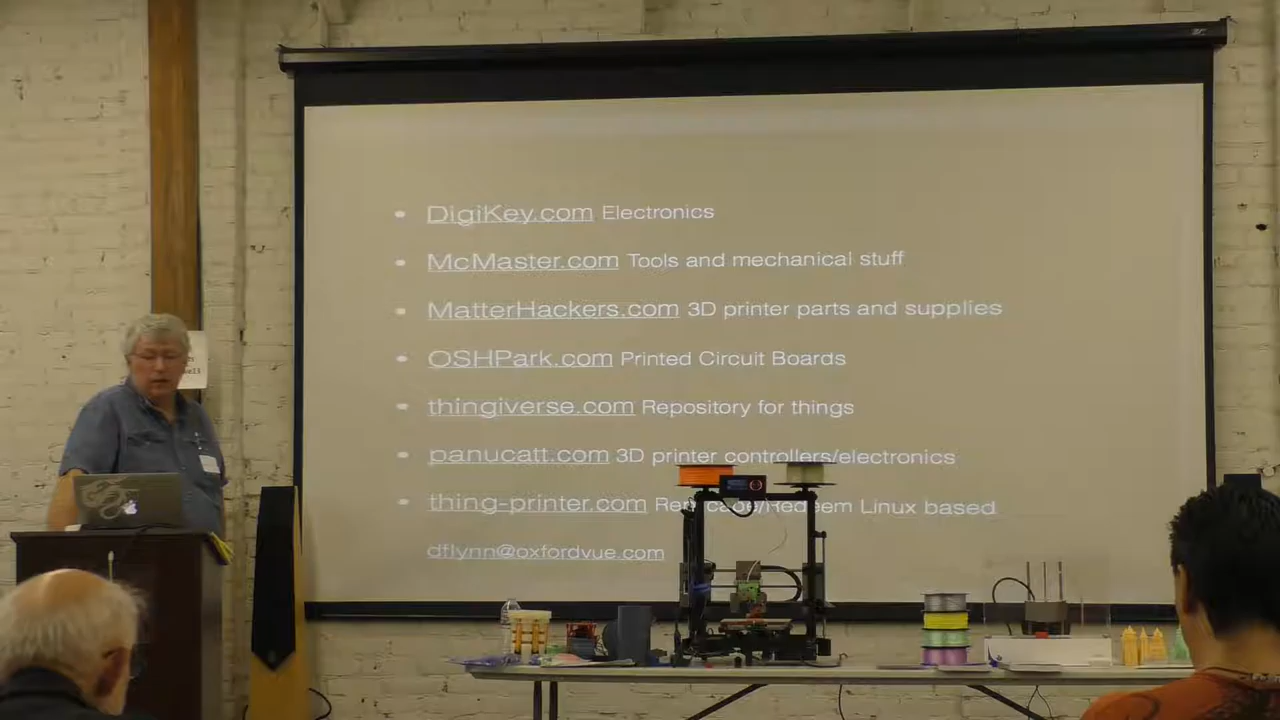 DigiKey.com Electronics
McMaster.com Tools and mechanical stuff
MatterHackers.com 3D printer parts and supplies
OSHPark.com Printed Circuit Boards
thingiverse.com Repository for things
panucatt.com 3D printer controllers/electronics
thing-printer.com Linux based
dflynn@oxfordvue.com